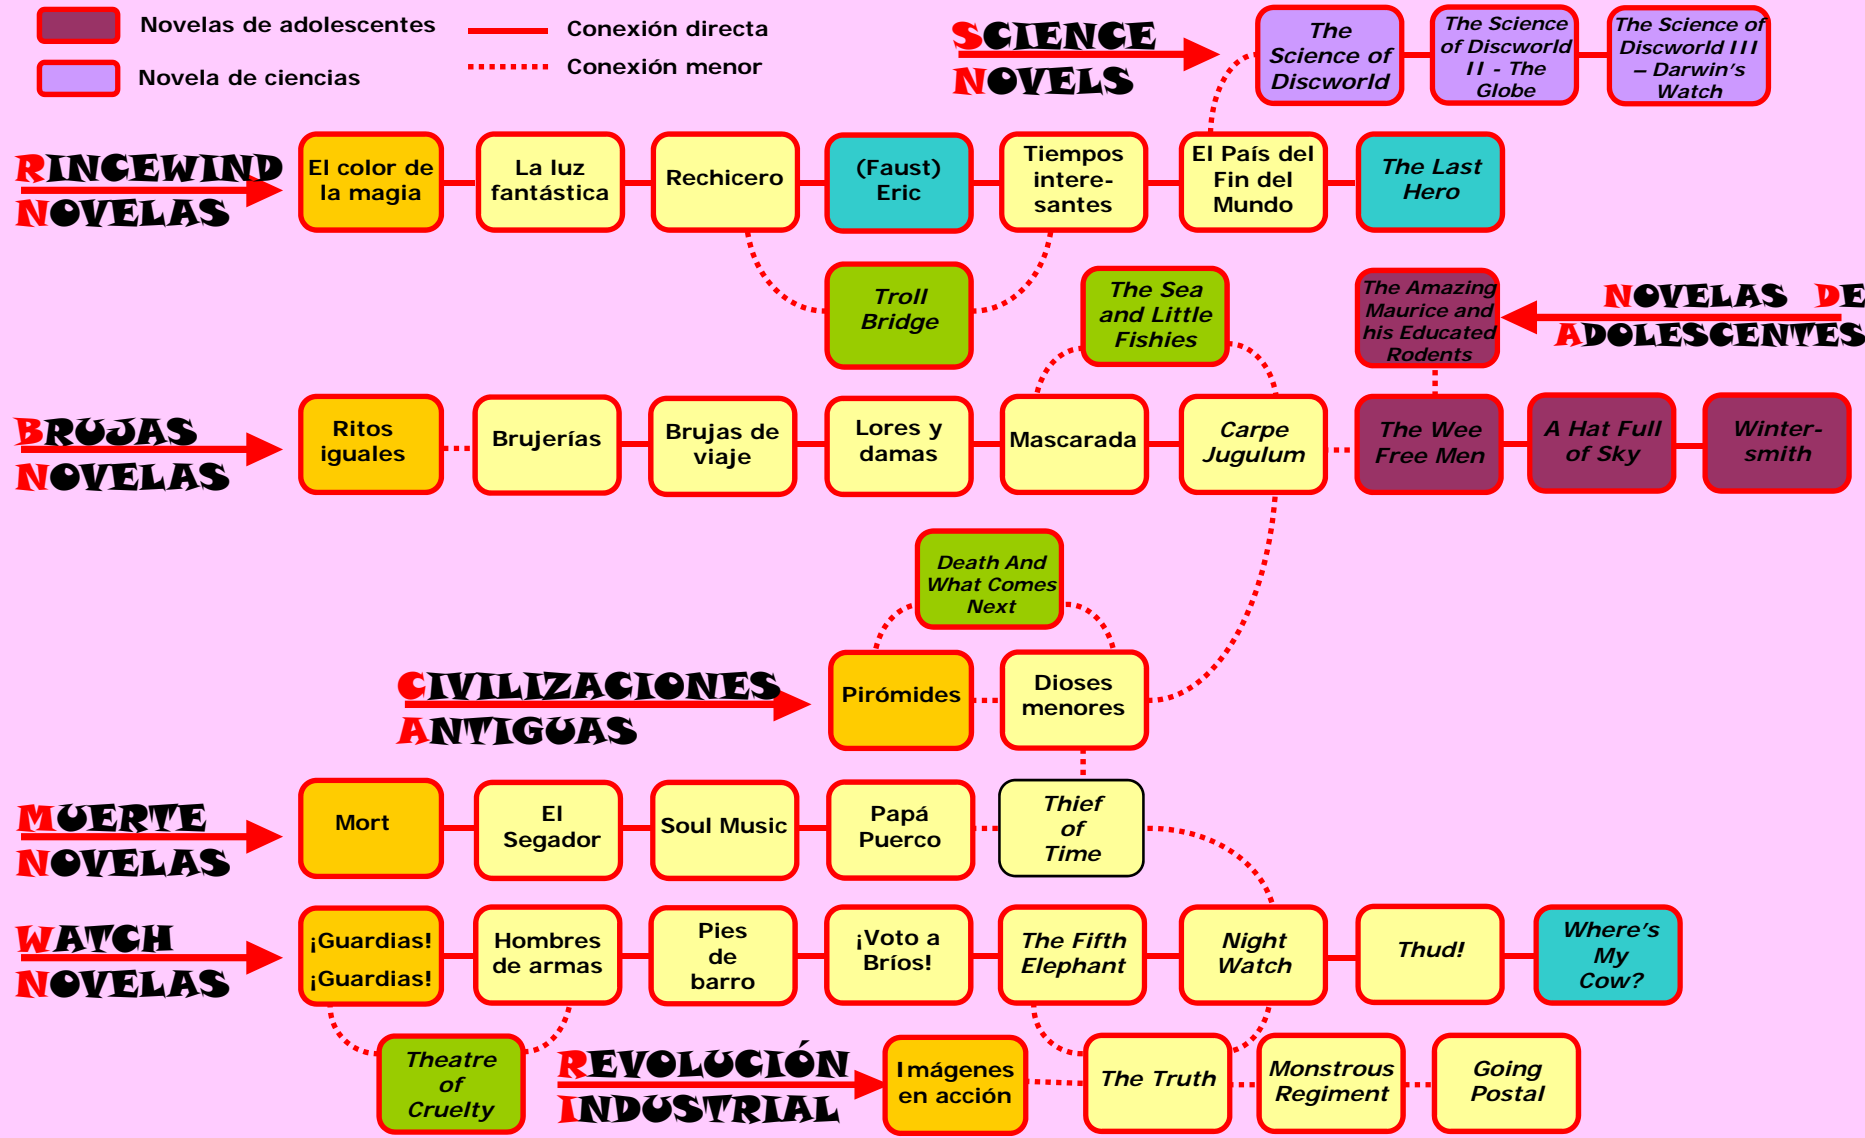 Novelas de adolescentes
Conexión directa
Novela de ciencias
Conexión menor
SCIENCE
NOVELS
The
Science of
Discworld
The Science
of Discworld
II - The
Globe
The Science of
Discworld III
– Darwin's
Watch
RINCEWIND
NOVELAS
El color de
la magia
La luz
fantástica
Rechicero
(Faust)
Eric
Tiempos
intere-
santes
El País del
Fin del
Mundo
The Last
Hero
Troll
Bridge
The Sea
and Little
Fishies
The Amazing
Maurice and
his Educated
Rodents
NOVELAS DE
ADOLESCENTES
BRUJAS
NOVELAS
Ritos
iguales
Brujerías
Brujas de
viaje
Lores y
damas
Mascarada
Carpe
Jugulum
The Wee
Free Men
A Hat Full
of Sky
Winter-
smith
Death And
What Comes
Next
CIVILIZACIONES
ANTIGUAS
Pirómides
Dioses
menores
MUERTE
NOVELAS
Mort
El
Segador
Soul Music
Papá
Puerco
Thief
of
Time
WATCH
NOVELAS
¡Guardias!
¡Guardias!
Hombres
de armas
Pies
de
barro
¡Voto a
Bríos!
The Fifth
Elephant
Night
Watch
Thud!
Where's
My
Cow?
Theatre
of
Cruelty
REVOLUCIÓN
INDUSTRIAL
Imágenes
en acción
The Truth
Monstrous
Regiment
Going
Postal